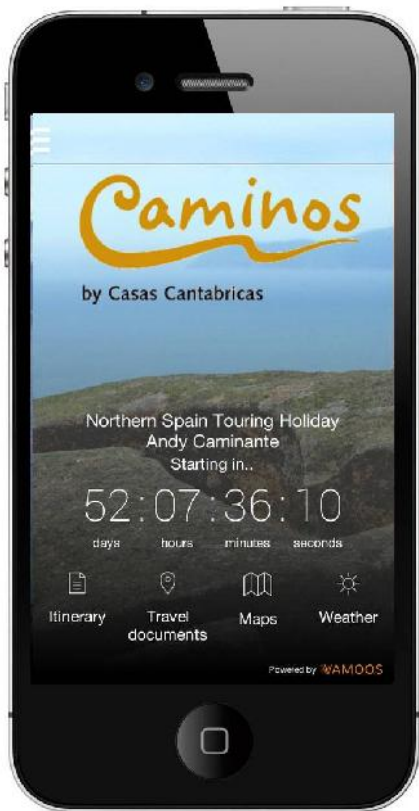 Caminos
by Casas Cantabricas
Northern Spain Touring Holiday
Andy Caminante
Starting in..
52:07:36:10
days hours minutes seconds
Itinerary Travel documents Maps Weather
Powered by VAMOOS